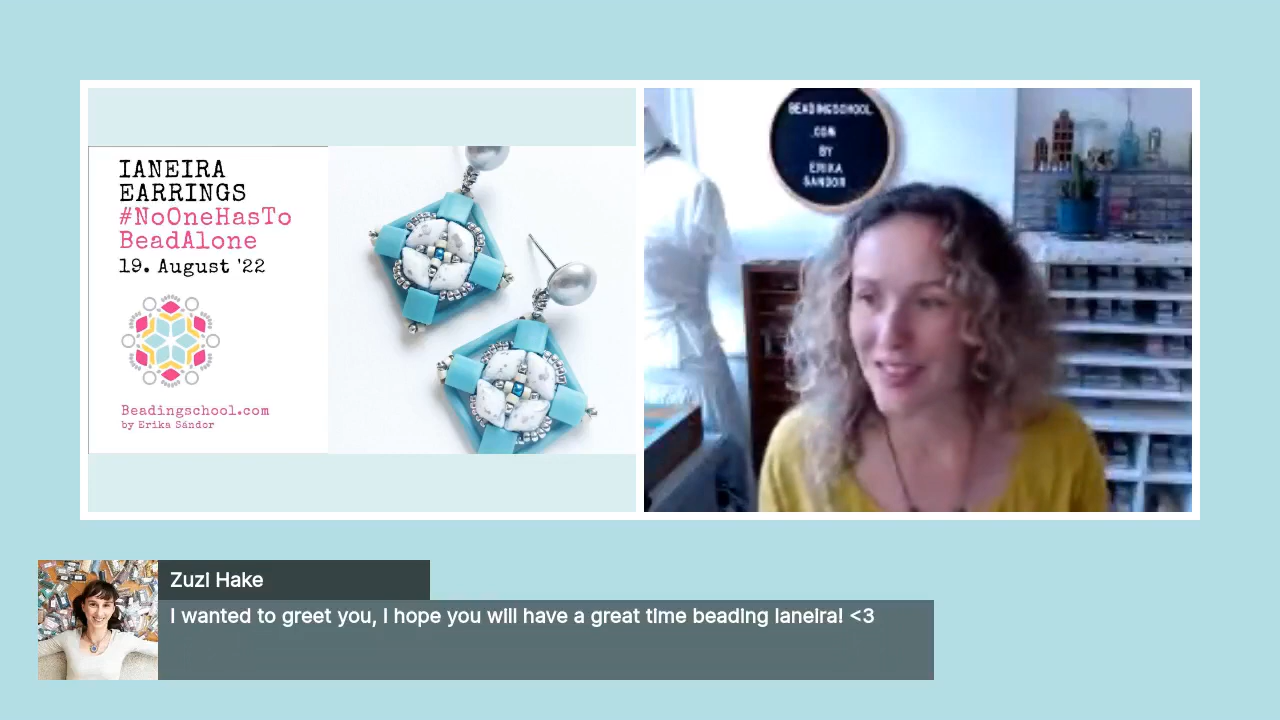 IANEIRA
EARRINGS
#NoOneHasTo
BeadAlone
19. August '22
Beadingschool.com
by Erika Sándor
BEADINGSCHOOL
.COM
BY
ERIKA
SANDOR
Zuzi Hake
I wanted to greet you, I hope you will have a great time beading Ianeira! <3